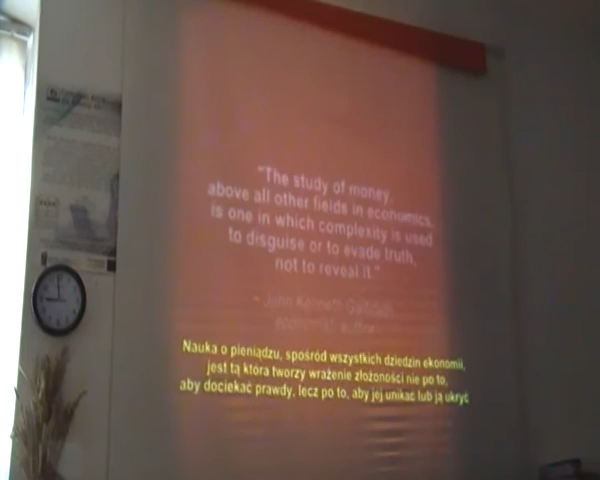 "The study of money,
above all other fields in economics,
is one in which complexity is used
to disguise or to evade truth,
not to reveal it."
~ John Kenneth Galbraith
economist, author
Nauka o pieniądzu, spośród wszystkich dziedzin ekonomii,
jest tą która tworzy wrażenie złożoności nie po to,
aby dociekać prawdy, lecz po to, aby jej unikać lub ją ukryć